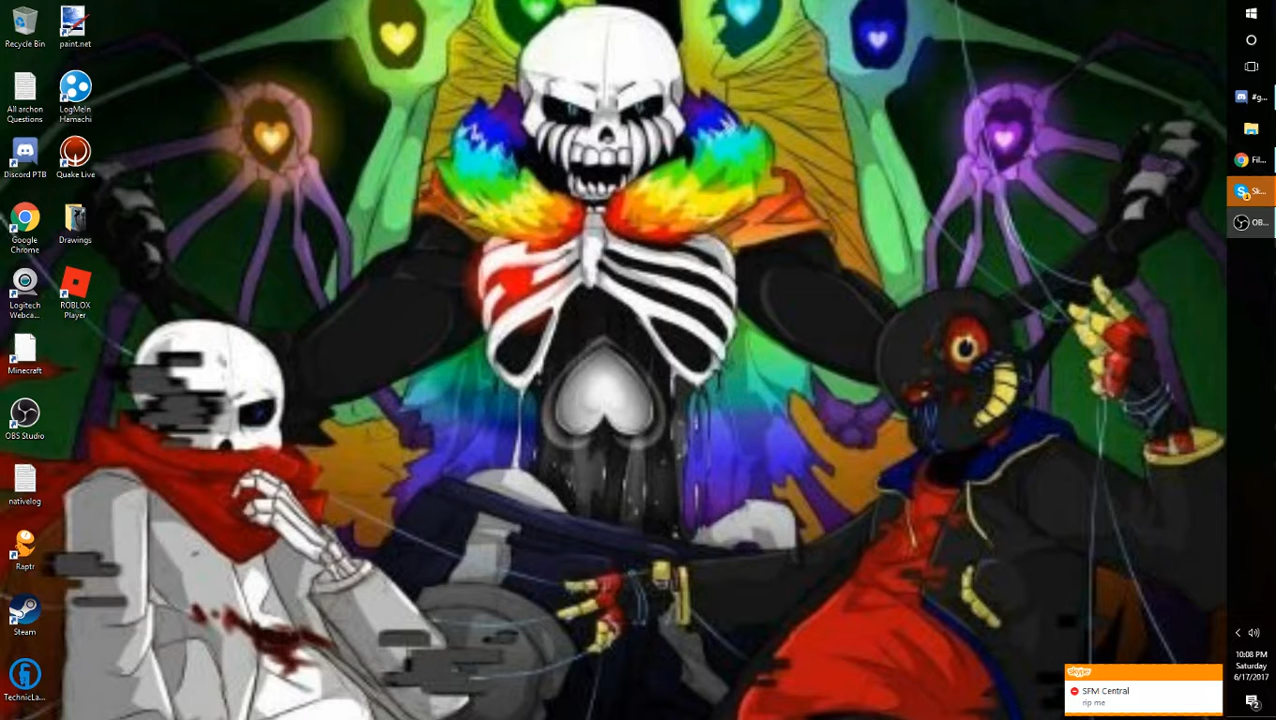 Recycle Bin
paint.net
All archon
Questions
LogMeIn
Hamachi
Discord PTB
Quake Live
Google
Chrome
Drawings
Logitech
Webca...
ROBLOX
Player
Minecraft
OBS Studio
nativelog
Raptr
Steam
TechnicLa...
#g...
Fil...
Sk...
OB...
10:08 PM
Saturday
6/17/2017
2
skype
SFM Central
rip me